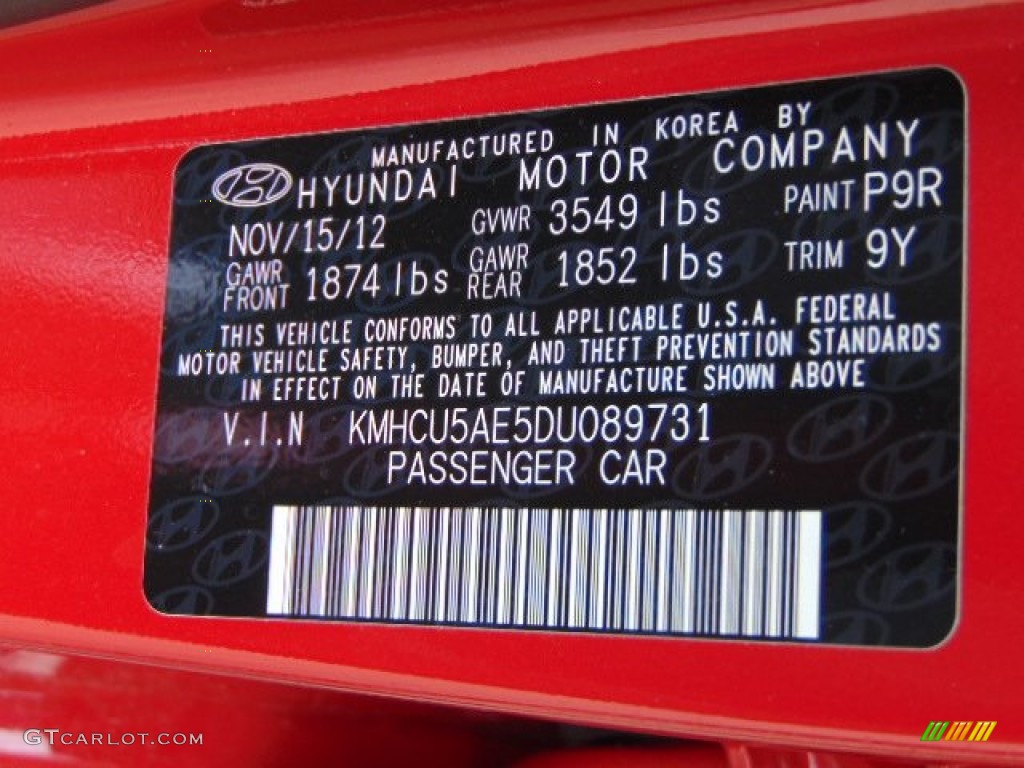 MANUFACTURED IN KOREA BY
HYUNDAI MOTOR COMPANY
NOV/15/12 GVWR 3549 lbs PAINT P9R
GAWR FRONT 1874 lbs GAWR REAR 1852 lbs TRIM 9Y
THIS VEHICLE CONFORMS TO ALL APPLICABLE U.S.A. FEDERAL
MOTOR VEHICLE SAFETY, BUMPER, AND THEFT PREVENTION STANDARDS
IN EFFECT ON THE DATE OF MANUFACTURE SHOWN ABOVE
V.I.N KMHCU5AE5DU089731
PASSENGER CAR
GTCARLOT.COM